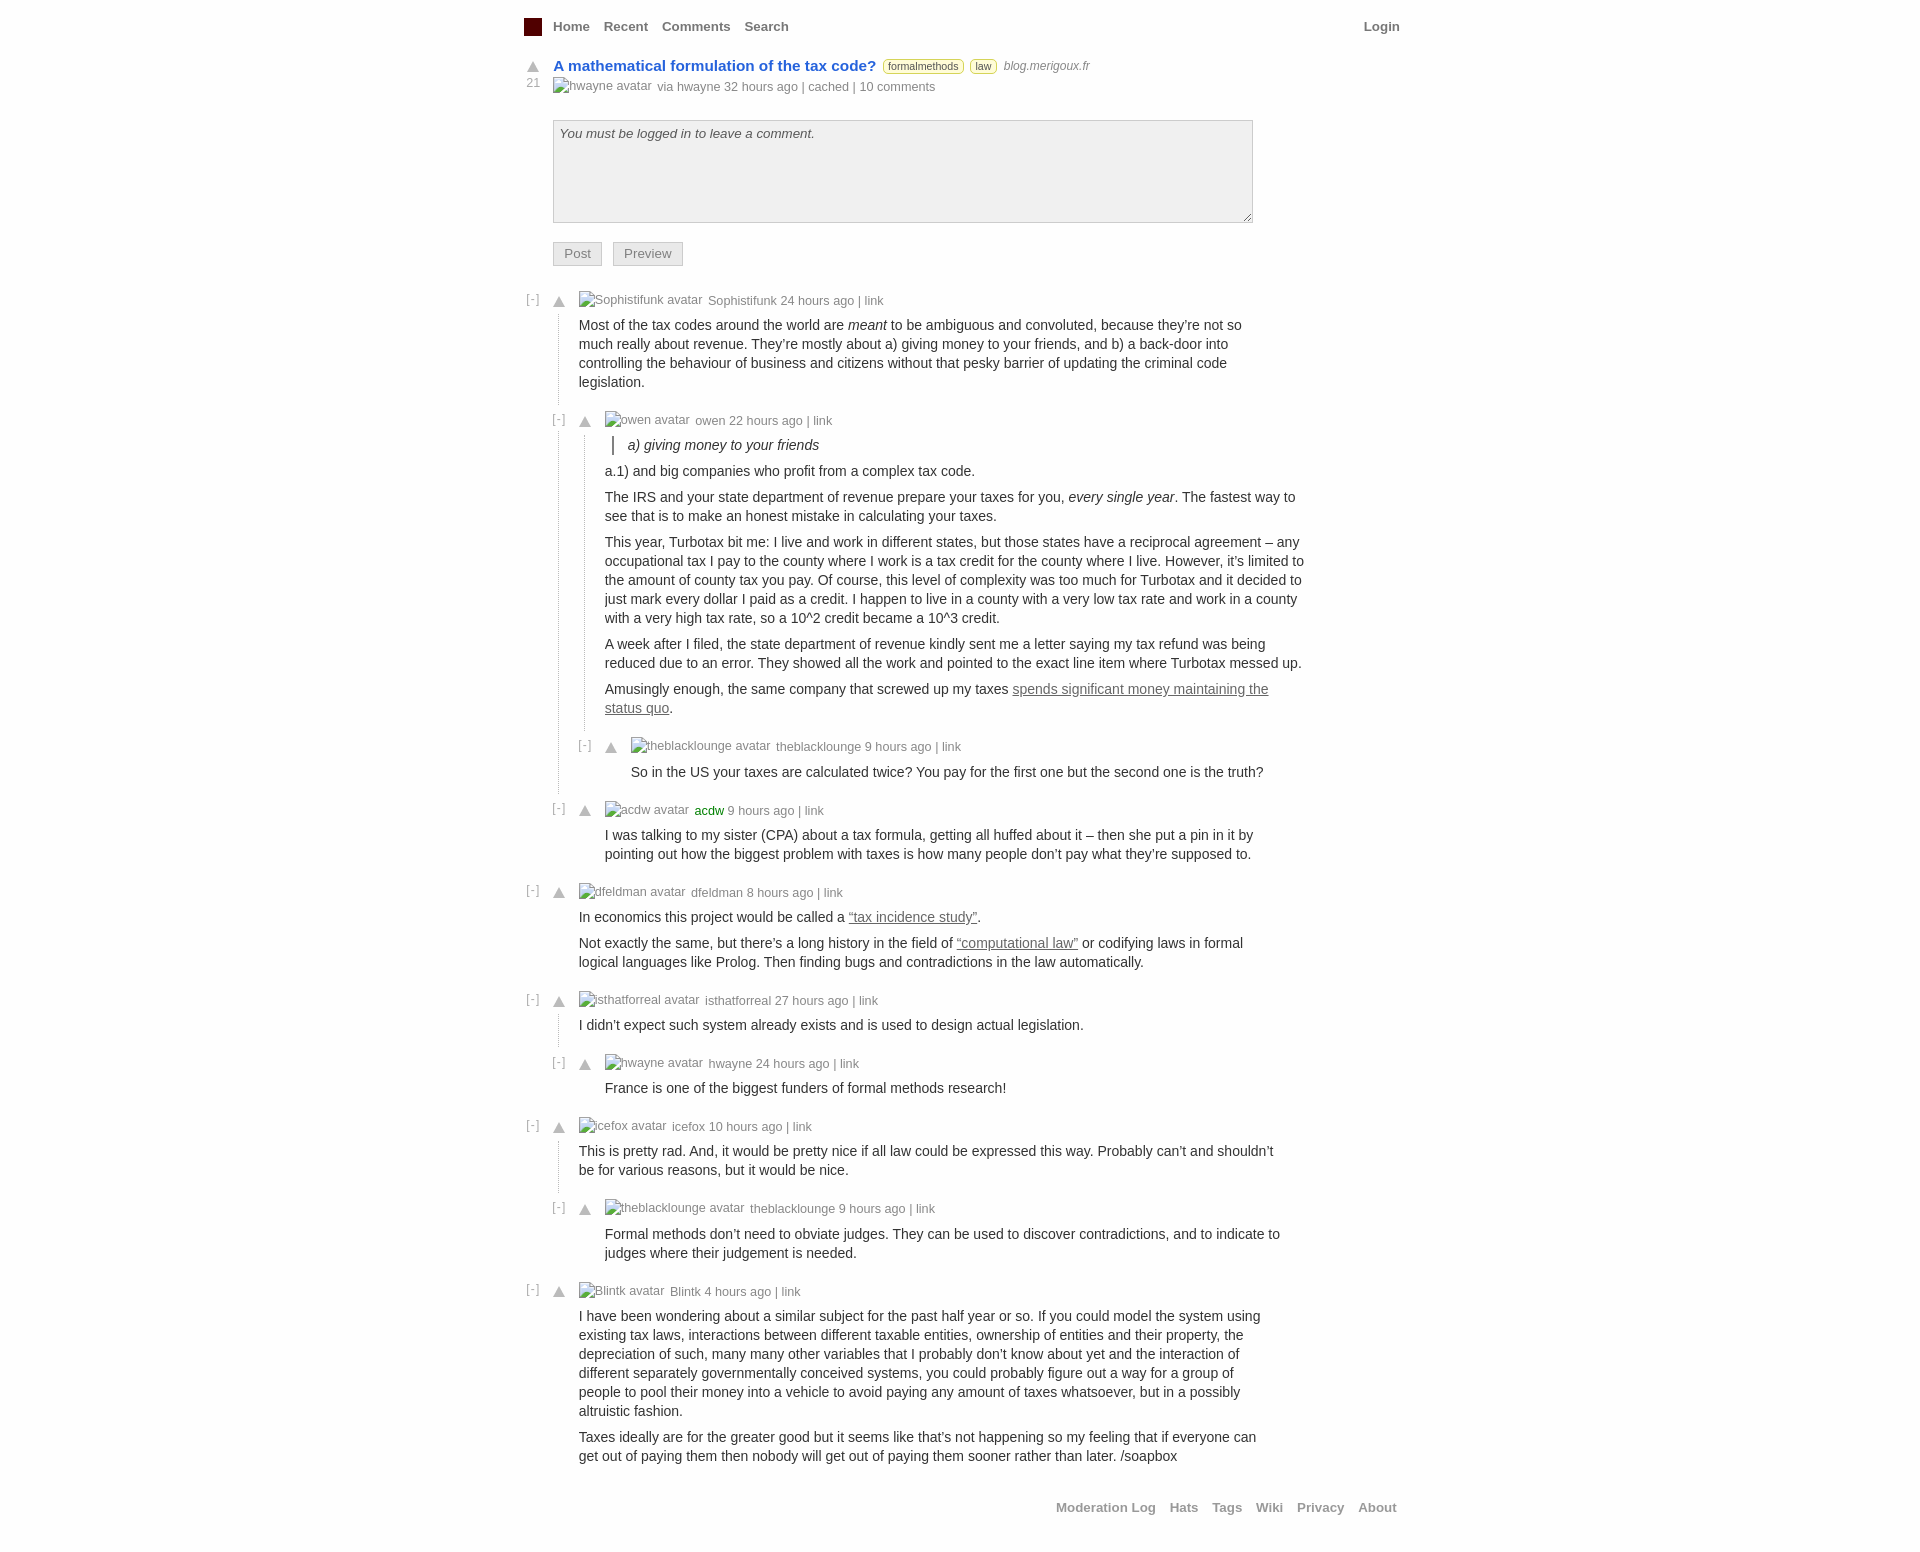 Home Recent Comments Search Login
A mathematical formulation of the tax code? formalmethods law blog.merigoux.fr
21 hwayne avatar via hwayne 32 hours ago | cached | 10 comments
You must be logged in to leave a comment.
Post Preview
[-] Sophistifunk avatar Sophistifunk 24 hours ago | link
Most of the tax codes around the world are meant to be ambiguous and convoluted, because they’re not so
much really about revenue. They’re mostly about a) giving money to your friends, and b) a back-door into
controlling the behaviour of business and citizens without that pesky barrier of updating the criminal code
legislation.
[-] owen avatar owen 22 hours ago | link
a) giving money to your friends
a.1) and big companies who profit from a complex tax code.
The IRS and your state department of revenue prepare your taxes for you, every single year. The fastest way to
see that is to make an honest mistake in calculating your taxes.
This year, Turbotax bit me: I live and work in different states, but those states have a reciprocal agreement – any
occupational tax I pay to the county where I work is a tax credit for the county where I live. However, it’s limited to
the amount of county tax you pay. Of course, this level of complexity was too much for Turbotax and it decided to
just mark every dollar I paid as a credit. I happen to live in a county with a very low tax rate and work in a county
with a very high tax rate, so a 10^2 credit became a 10^3 credit.
A week after I filed, the state department of revenue kindly sent me a letter saying my tax refund was being
reduced due to an error. They showed all the work and pointed to the exact line item where Turbotax messed up.
Amusingly enough, the same company that screwed up my taxes spends significant money maintaining the
status quo.
[-] theblacklounge avatar theblacklounge 9 hours ago | link
So in the US your taxes are calculated twice? You pay for the first one but the second one is the truth?
[-] acdw avatar acdw 9 hours ago | link
I was talking to my sister (CPA) about a tax formula, getting all huffed about it – then she put a pin in it by
pointing out how the biggest problem with taxes is how many people don’t pay what they’re supposed to.
[-] dfeldman avatar dfeldman 8 hours ago | link
In economics this project would be called a “tax incidence study”.
Not exactly the same, but there’s a long history in the field of “computational law” or codifying laws in formal
logical languages like Prolog. Then finding bugs and contradictions in the law automatically.
[-] isthatforreal avatar isthatforreal 27 hours ago | link
I didn’t expect such system already exists and is used to design actual legislation.
[-] hwayne avatar hwayne 24 hours ago | link
France is one of the biggest funders of formal methods research!
[-] icefox avatar icefox 10 hours ago | link
This is pretty rad. And, it would be pretty nice if all law could be expressed this way. Probably can’t and shouldn’t
be for various reasons, but it would be nice.
[-] theblacklounge avatar theblacklounge 9 hours ago | link
Formal methods don’t need to obviate judges. They can be used to discover contradictions, and to indicate to
judges where their judgement is needed.
[-] Blintk avatar Blintk 4 hours ago | link
I have been wondering about a similar subject for the past half year or so. If you could model the system using
existing tax laws, interactions between different taxable entities, ownership of entities and their property, the
depreciation of such, many many other variables that I probably don’t know about yet and the interaction of
different separately governmentally conceived systems, you could probably figure out a way for a group of
people to pool their money into a vehicle to avoid paying any amount of taxes whatsoever, but in a possibly
altruistic fashion.
Taxes ideally are for the greater good but it seems like that’s not happening so my feeling that if everyone can
get out of paying them then nobody will get out of paying them sooner rather than later. /soapbox
Moderation Log Hats Tags Wiki Privacy About